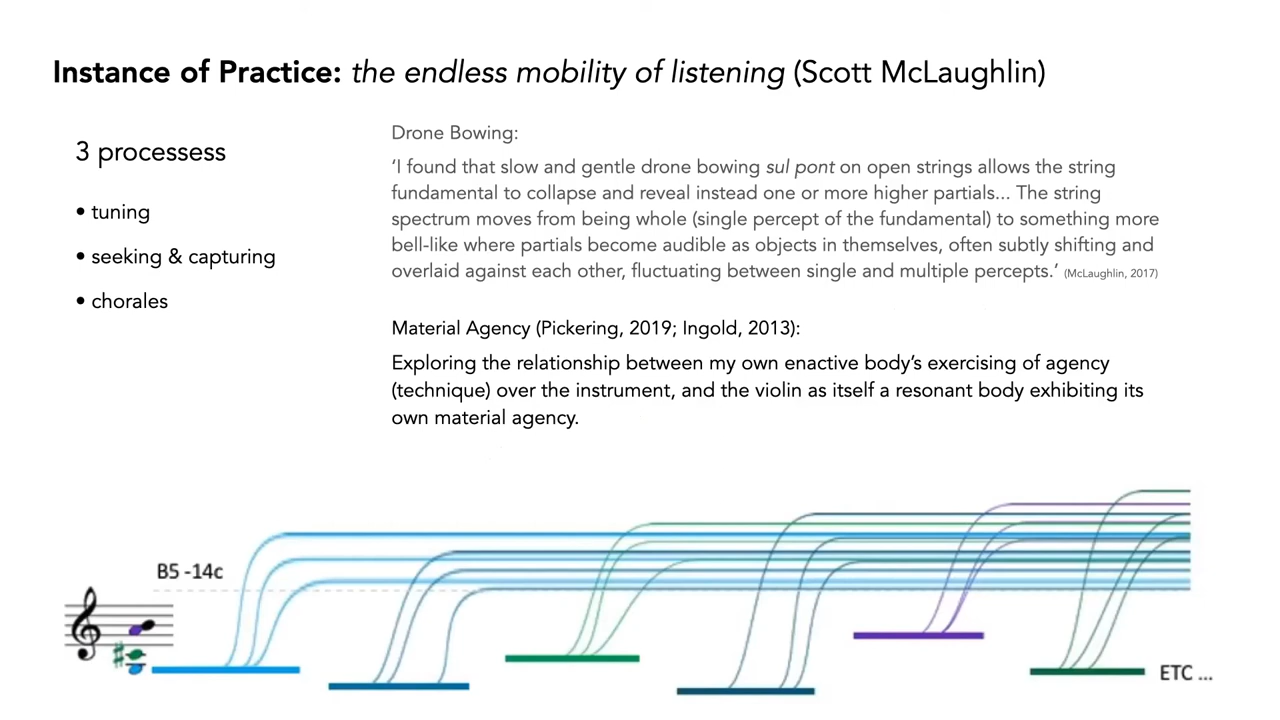 Instance of Practice: the endless mobility of listening (Scott McLaughlin)
3 processess
• tuning
• seeking & capturing
• chorales
Drone Bowing:
‘I found that slow and gentle drone bowing sul pont on open strings allows the string
fundamental to collapse and reveal instead one or more higher partials... The string
spectrum moves from being whole (single percept of the fundamental) to something more
bell-like where partials become audible as objects in themselves, often subtly shifting and
overlaid against each other, fluctuating between single and multiple percepts.’ (McLaughlin, 2017)
Material Agency (Pickering, 2019; Ingold, 2013):
Exploring the relationship between my own enactive body’s exercising of agency
(technique) over the instrument, and the violin as itself a resonant body exhibiting its
own material agency.
B5 -14c
ETC ...